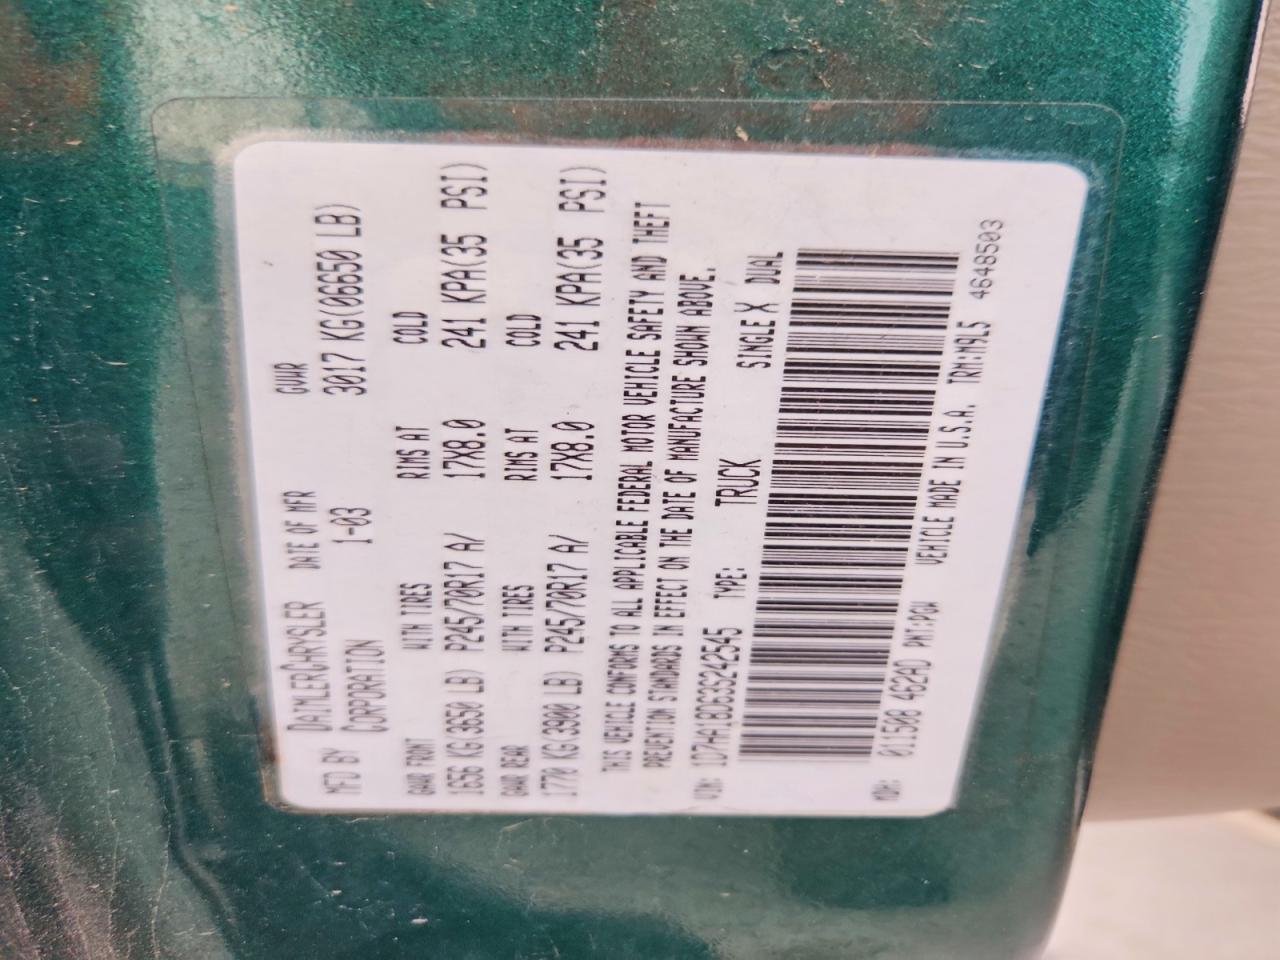 MFD BY DAIMLERCHRYSLER DATE OF MFR GVWR
CORPORATION 1-03 3017 KG(06650 LB)
GAWR FRONT WITH TIRES RIMS AT COLD
1656 KG(3650 LB) P245/70R17 A/ 17X8.0 241 KPA(35 PSI)
GAWR REAR WITH TIRES RIMS AT COLD
1770 KG(3900 LB) P245/70R17 A/ 17X8.0 241 KPA(35 PSI)
THIS VEHICLE CONFORMS TO ALL APPLICABLE FEDERAL MOTOR VEHICLE SAFETY AND THEFT
PREVENTION STANDARDS IN EFFECT ON THE DATE OF MANUFACTURE SHOWN ABOVE.
VIN: 1D7HA18D63S242545 TYPE: TRUCK SINGLE X DUAL
MDH: 011508 462AD PNT:PGW VEHICLE MADE IN U.S.A. TRM:M9L5 4648503